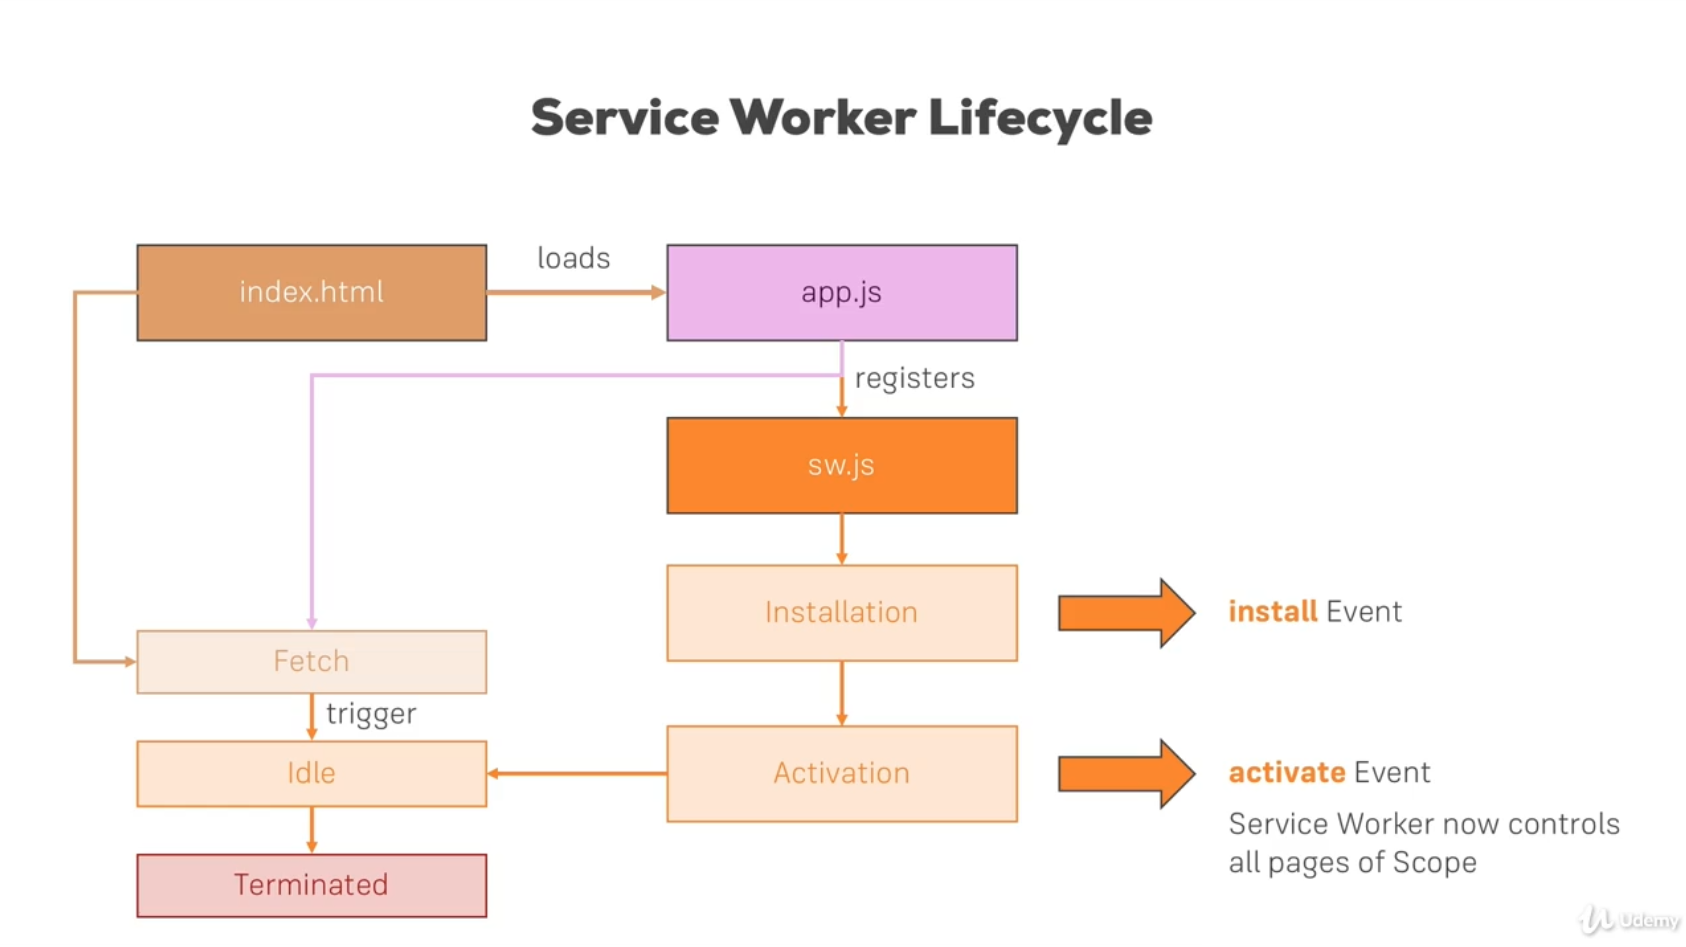 Service Worker Lifecycle
index.html
loads
app.js
registers
sw.js
Installation
install Event
Fetch
trigger
Idle
Activation
activate Event
Service Worker now controls
all pages of Scope
Terminated
Udemy